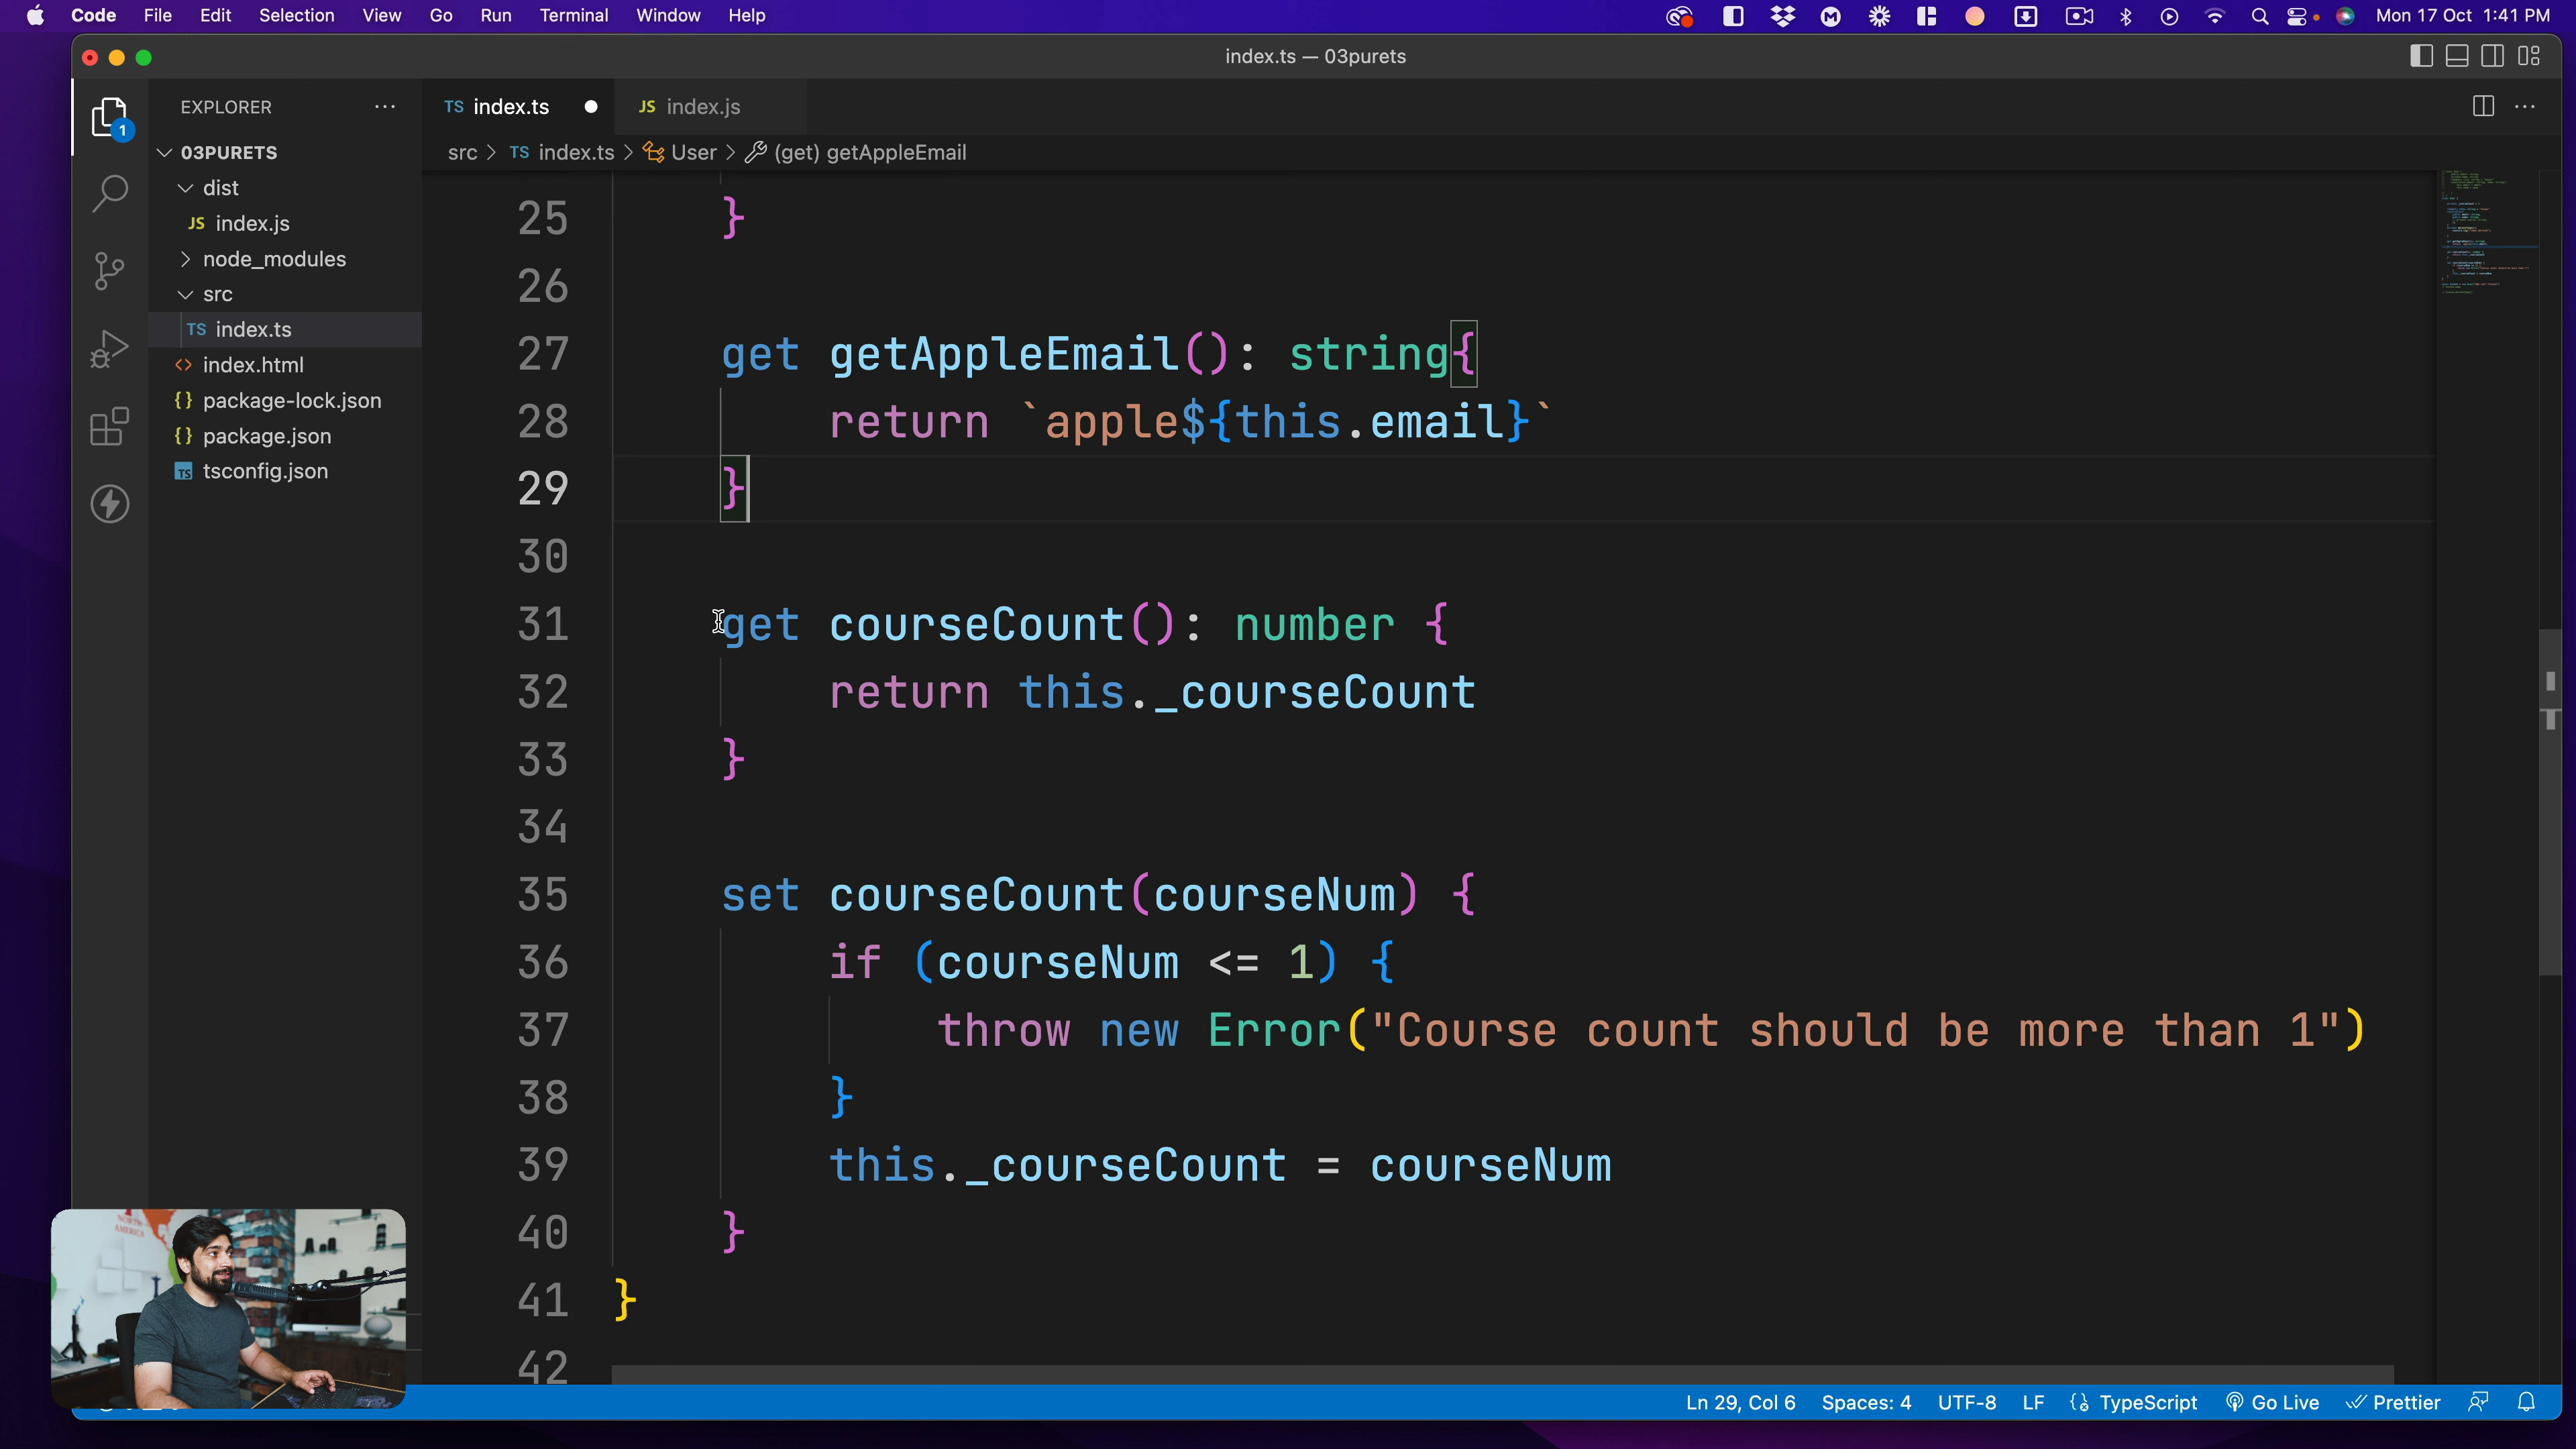 Code File Edit Selection View Go Run Terminal Window Help Mon 17 Oct 1:41 PM
index.ts — 03purets
EXPLORER
1
03PURETS
dist
JS index.js
node_modules
src
TS index.ts
<> index.html
{} package-lock.json
{} package.json
TS tsconfig.json
TS index.ts
JS index.js
src > TS index.ts > User > (get) getAppleEmail
25 }
26
27 get getAppleEmail(): string{
28 return `apple${this.email}`
29 }
30
31 get courseCount(): number {
32 return this._courseCount
33 }
34
35 set courseCount(courseNum) {
36 if (courseNum <= 1) {
37 throw new Error("Course count should be more than 1")
38 }
39 this._courseCount = courseNum
40 }
41 }
42
NORTH
AMERICA
Ln 29, Col 6 Spaces: 4 UTF-8 LF TypeScript Go Live Prettier